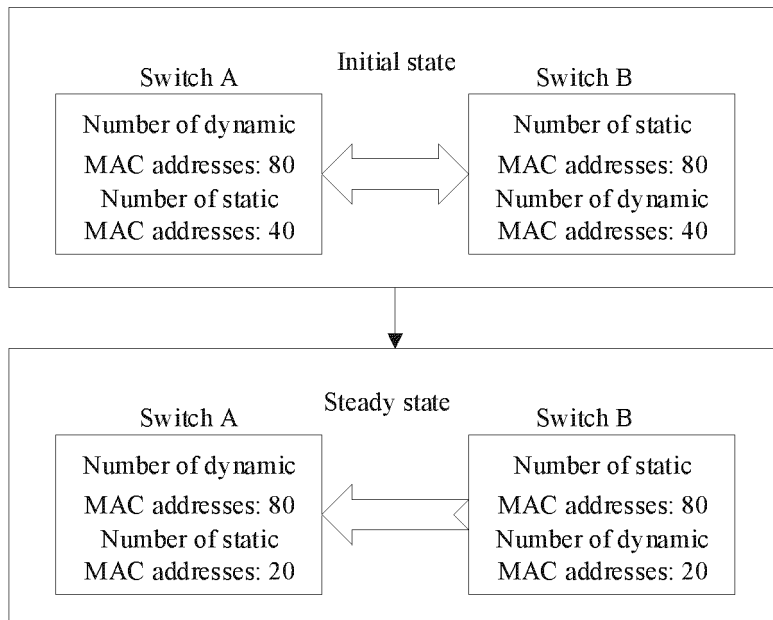 Initial state
Switch A
Number of dynamic
MAC addresses: 80
Number of static
MAC addresses: 40
Switch B
Number of static
MAC addresses: 80
Number of dynamic
MAC addresses: 40
Steady state
Switch A
Number of dynamic
MAC addresses: 80
Number of static
MAC addresses: 20
Switch B
Number of static
MAC addresses: 80
Number of dynamic
MAC addresses: 20